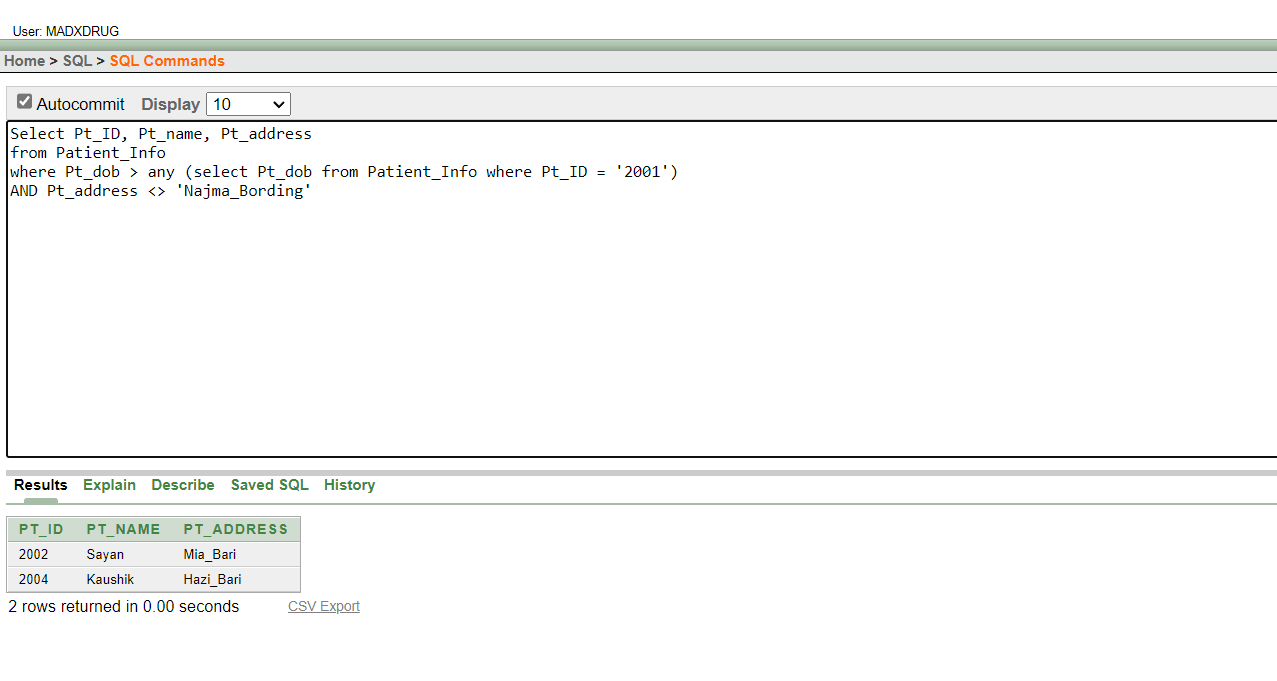 User: MADXDRUG
Home > SQL > SQL Commands
Autocommit Display 10
Select Pt_ID, Pt_name, Pt_address
from Patient_Info
where Pt_dob > any (select Pt_dob from Patient_Info where Pt_ID = '2001')
AND Pt_address <> 'Najma_Bording'
Results Explain Describe Saved SQL History
PT_ID PT_NAME PT_ADDRESS
2002 Sayan Mia_Bari
2004 Kaushik Hazi_Bari
2 rows returned in 0.00 seconds CSV Export